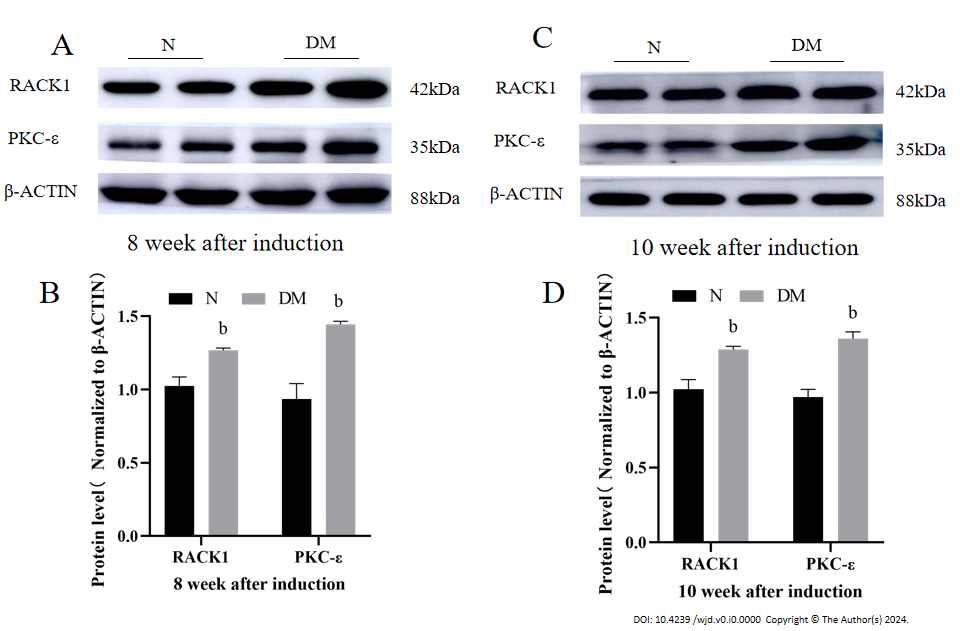 A
N
DM
RACK1
42kDa
PKC-ε
35kDa
β-ACTIN
88kDa
8 week after induction
C
N
DM
RACK1
42kDa
PKC-ε
35kDa
β-ACTIN
88kDa
10 week after induction
B
N
DM
Protein level( Normalized to β-ACTIN)
1.5
1.0
0.5
0.0
b
b
RACK1
PKC-ε
8 week after induction
D
N
DM
Protein level( Normalized to β-ACTIN)
1.5
1.0
0.5
0.0
b
b
RACK1
PKC-ε
10 week after induction
DOI: 10.4239 /wjd.v0.i0.0000 Copyright © The Author(s) 2024.